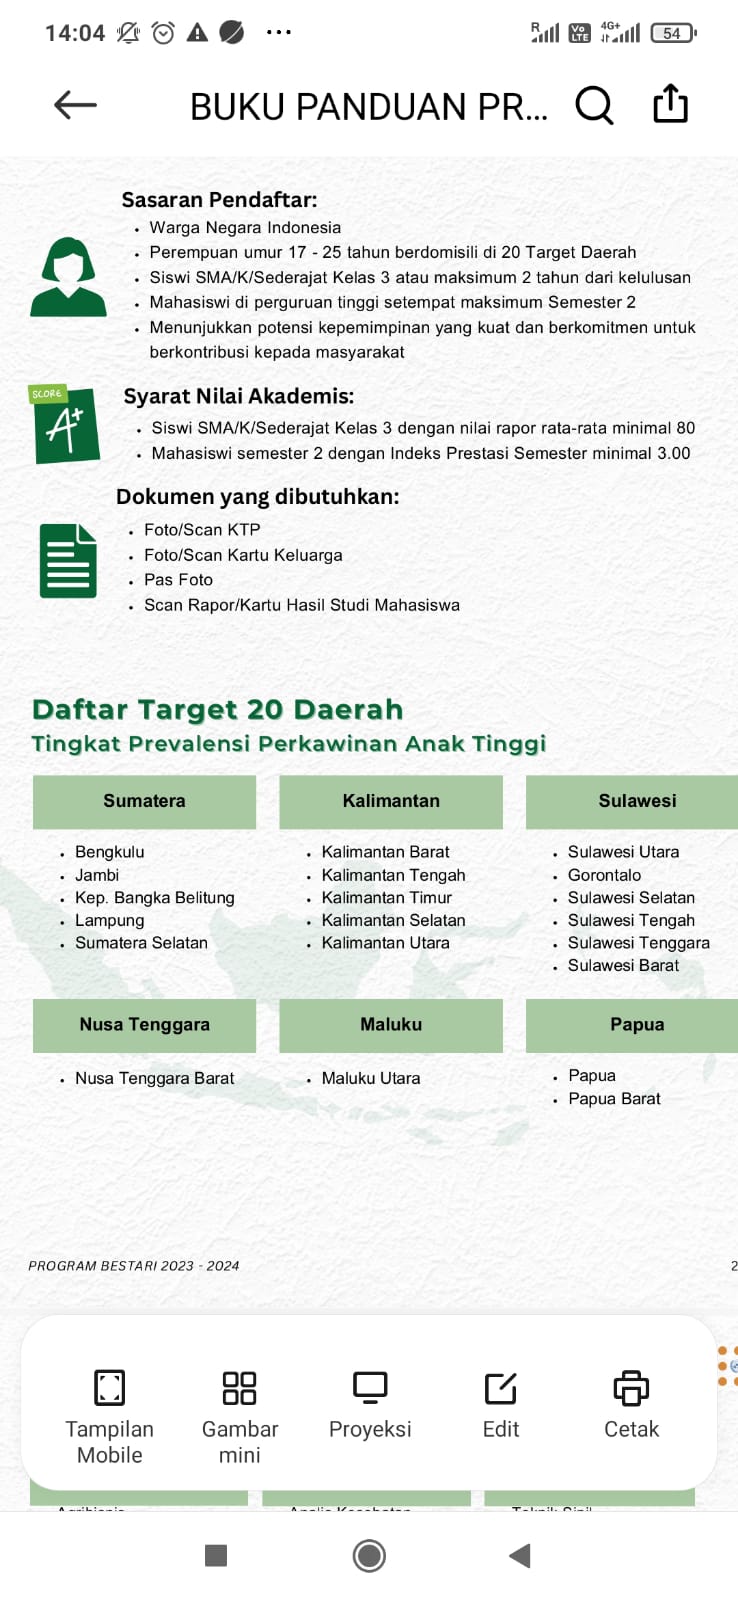 14:04
R
Vo
LTE
4G+
54
BUKU PANDUAN PR...
Sasaran Pendaftar:
• Warga Negara Indonesia
• Perempuan umur 17 - 25 tahun berdomisili di 20 Target Daerah
• Siswi SMA/K/Sederajat Kelas 3 atau maksimum 2 tahun dari kelulusan
• Mahasiswi di perguruan tinggi setempat maksimum Semester 2
• Menunjukkan potensi kepemimpinan yang kuat dan berkomitmen untuk
berkontribusi kepada masyarakat
SCORE
A+
Syarat Nilai Akademis:
• Siswi SMA/K/Sederajat Kelas 3 dengan nilai rapor rata-rata minimal 80
• Mahasiswi semester 2 dengan Indeks Prestasi Semester minimal 3.00
Dokumen yang dibutuhkan:
• Foto/Scan KTP
• Foto/Scan Kartu Keluarga
• Pas Foto
• Scan Rapor/Kartu Hasil Studi Mahasiswa
Daftar Target 20 Daerah
Tingkat Prevalensi Perkawinan Anak Tinggi
Sumatera
• Bengkulu
• Jambi
• Kep. Bangka Belitung
• Lampung
• Sumatera Selatan
Kalimantan
• Kalimantan Barat
• Kalimantan Tengah
• Kalimantan Timur
• Kalimantan Selatan
• Kalimantan Utara
Sulawesi
• Sulawesi Utara
• Gorontalo
• Sulawesi Selatan
• Sulawesi Tengah
• Sulawesi Tenggara
• Sulawesi Barat
Nusa Tenggara
• Nusa Tenggara Barat
Maluku
• Maluku Utara
Papua
• Papua
• Papua Barat
PROGRAM BESTARI 2023 - 2024
2
Tampilan
Mobile
Gambar
mini
Proyeksi
Edit
Cetak